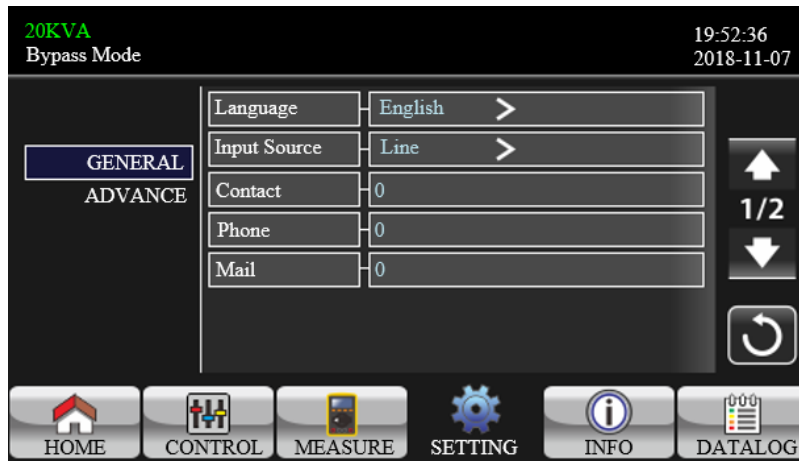 20KVA
Bypass Mode
19:52:36
2018-11-07
GENERAL
ADVANCE
Language English
Input Source Line
Contact 0
Phone 0
Mail 0
1/2
HOME CONTROL MEASURE SETTING INFO DATALOG